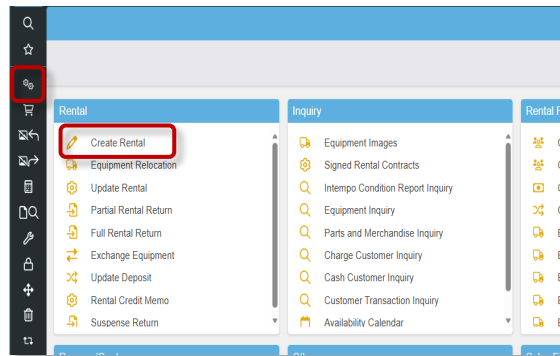 Rental
Create Rental
Equipment Relocation
Update Rental
Partial Rental Return
Full Rental Return
Exchange Equipment
Update Deposit
Rental Credit Memo
Suspense Return
Inquiry
Equipment Images
Signed Rental Contracts
Intempo Condition Report Inquiry
Equipment Inquiry
Parts and Merchandise Inquiry
Charge Customer Inquiry
Cash Customer Inquiry
Customer Transaction Inquiry
Availability Calendar
Rental